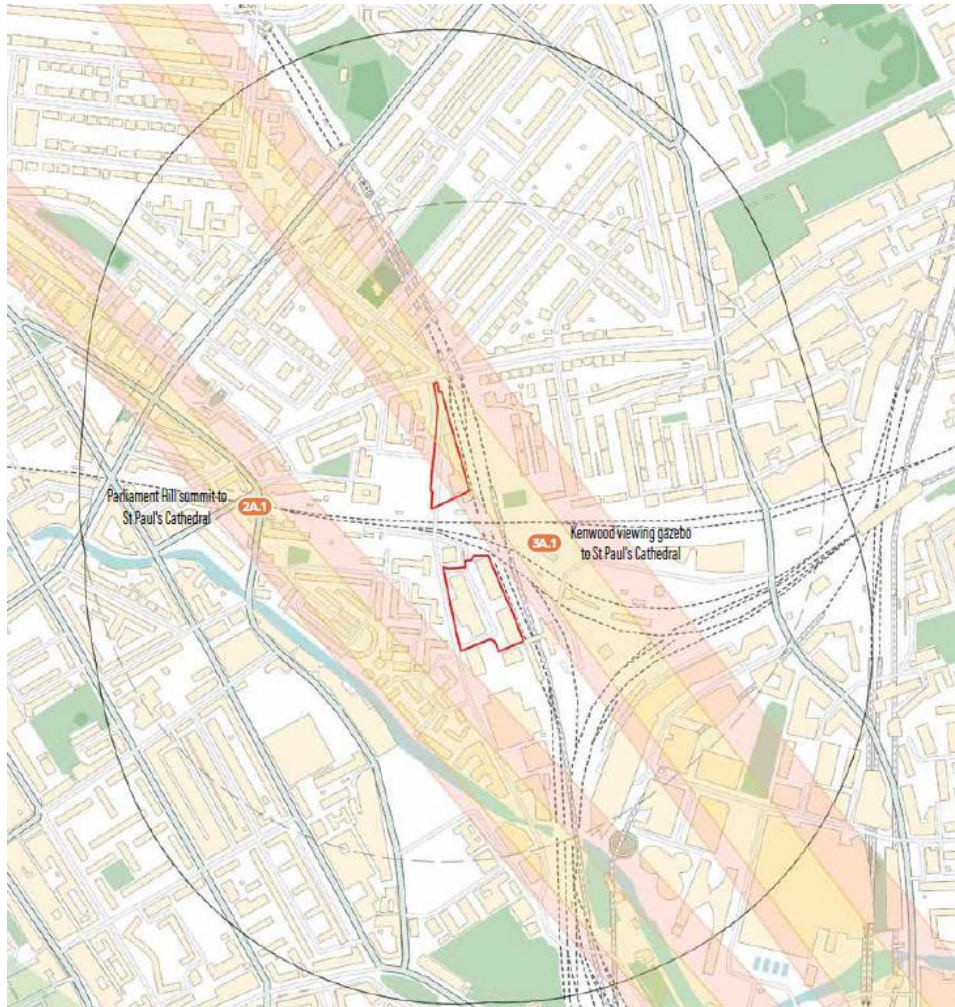 Parliament Hill summit to
St Paul's Cathedral
2A.1
3A.1
Kenwood viewing gazebo
to St Paul's Cathedral